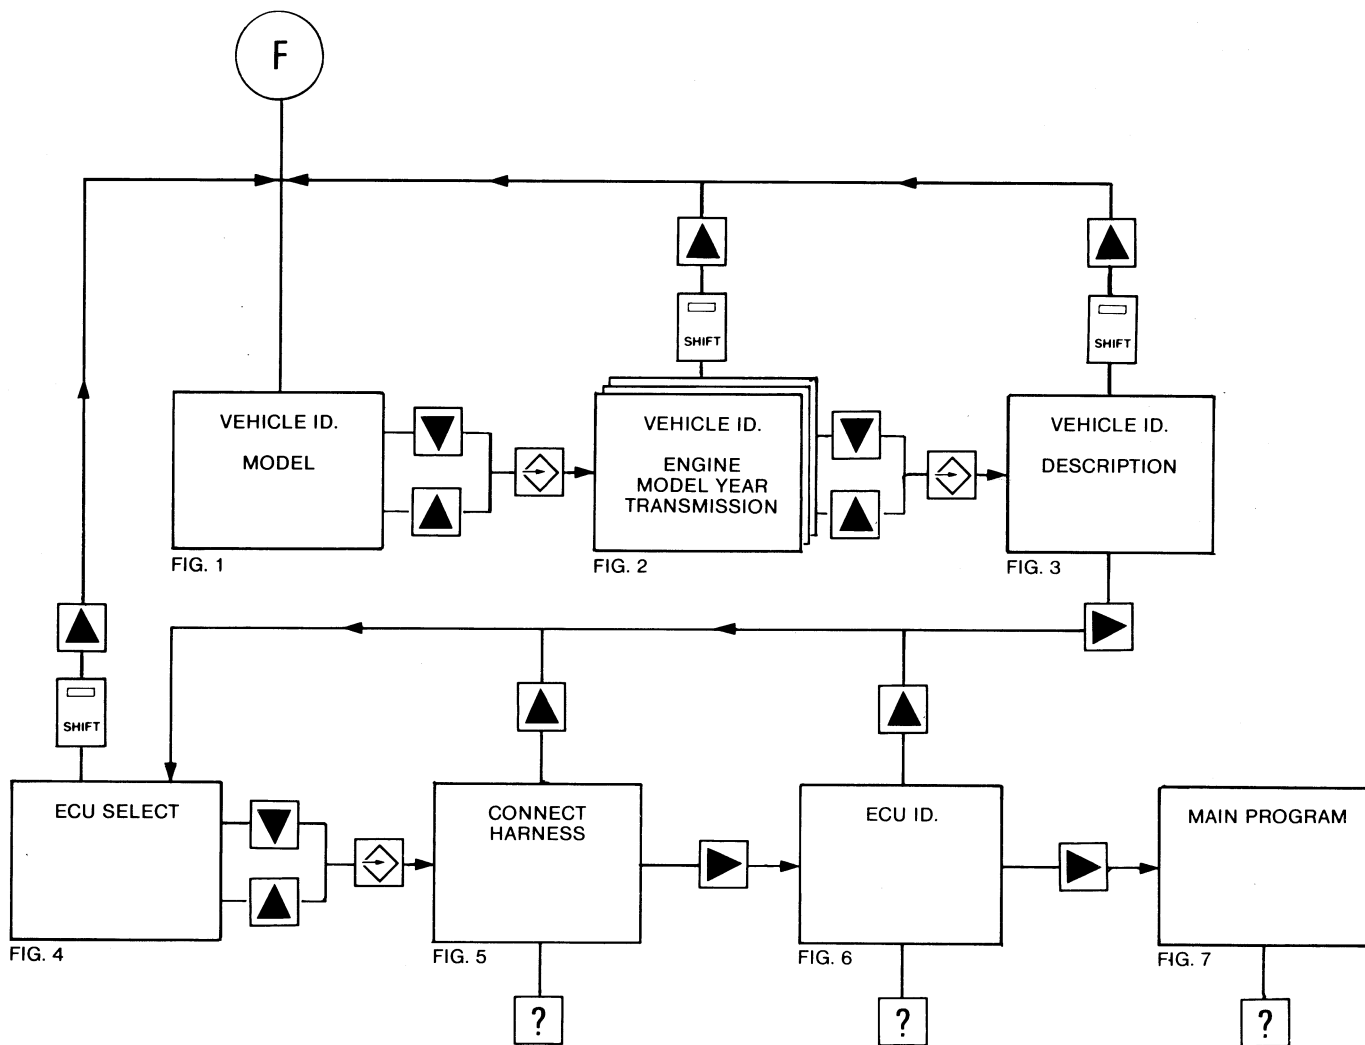 F
SHIFT
SHIFT
VEHICLE ID.
MODEL
FIG. 1
VEHICLE ID.
ENGINE
MODEL YEAR
TRANSMISSION
FIG. 2
VEHICLE ID.
DESCRIPTION
FIG. 3
SHIFT
ECU SELECT
FIG. 4
CONNECT
HARNESS
FIG. 5
?
ECU ID.
FIG. 6
?
MAIN PROGRAM
FIG. 7
?